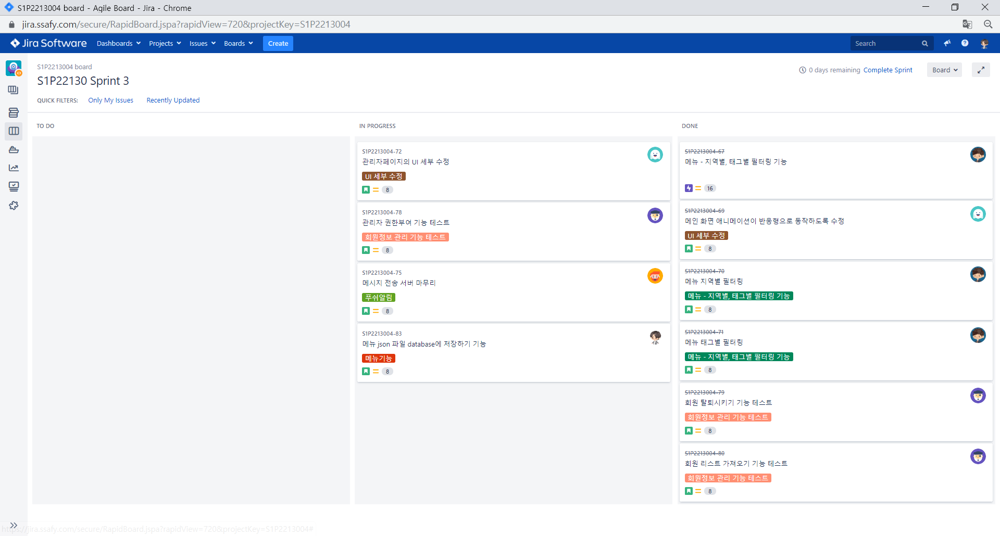 S1P2213004 board - Agile Board - Jira - Chrome
jira.ssafy.com/secure/RapidBoard.jspa?rapidView=720&projectKey=S1P2213004
Jira Software Dashboards Projects Issues Boards Create Search
S1P2213004 board
0 days remaining Complete Sprint Board
S1P22130 Sprint 3
QUICK FILTERS: Only My Issues Recently Updated
TO DO
IN PROGRESS
S1P2213004-72
관리자페이지의 UI 세부 수정
UI 세부 수정
8
S1P2213004-78
관리자 권한부여 기능 테스트
회원정보 관리 기능 테스트
8
S1P2213004-75
메시지 전송 서버 마무리
푸쉬알림
8
S1P2213004-83
메뉴 json 파일 database에 저장하기 기능
메뉴기능
8
DONE
S1P2213004-67
메뉴 - 지역별, 태그별 필터링 기능
16
S1P2213004-69
메인 화면 애니메이션이 반응형으로 동작하도록 수정
UI 세부 수정
8
S1P2213004-70
메뉴 지역별 필터링
메뉴 - 지역별, 태그별 필터링 기능
8
S1P2213004-71
메뉴 태그별 필터링
메뉴 - 지역별, 태그별 필터링 기능
8
S1P2213004-79
회원 탈퇴시키기 기능 테스트
회원정보 관리 기능 테스트
8
S1P2213004-80
회원 리스트 가져오기 기능 테스트
회원정보 관리 기능 테스트
8
https://jira.ssafy.com/secure/RapidBoard.jspa?rapidView=720&projectKey=S1P2213004#